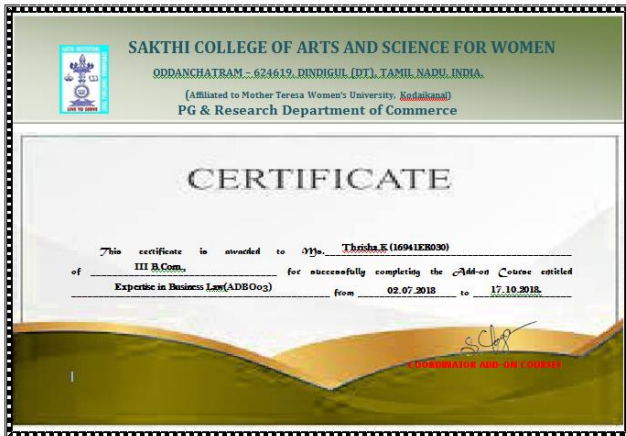 SAKTHI COLLEGE OF ARTS AND SCIENCE FOR WOMEN
ODDANCHATRAM – 624619, DINDIGUL (DT), TAMIL NADU, INDIA.
(Affiliated to Mother Teresa Women's University, Kodaikanal)
PG & Research Department of Commerce
LIVE TO SERVE
CERTIFICATE
This certificate is awarded to Ms. Thrisha.K (16941ER030)
of III B.Com., for successfully completing the Add-on Course entitled
Expertise in Business Law(ADBO03) from 02.07.2018 to 17.10.2018.
COORDINATOR ADD-ON COURSES